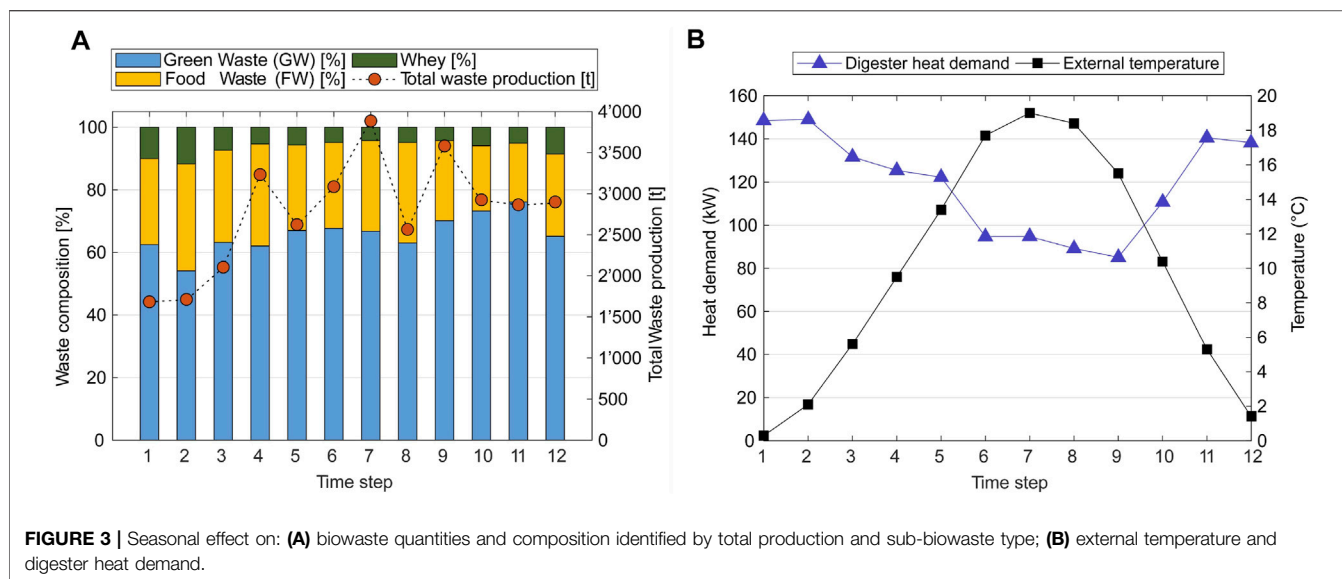 A
Green Waste (GW) [%]
Whey [%]
Food Waste (FW) [%]
Total waste production [t]
100
80
60
40
20
0
Waste composition [%]
4'000
3'500
3'000
2'500
2'000
1'500
1'000
500
0
Total Waste production [t]
1 2 3 4 5 6 7 8 9 10 11 12
Time step
B
Digester heat demand
External temperature
160
140
120
100
80
60
40
20
0
Heat demand (kW)
20
18
16
14
12
10
8
6
4
2
0
Temperature (°C)
1 2 3 4 5 6 7 8 9 10 11 12
Time step
FIGURE 3 | Seasonal effect on: (A) biowaste quantities and composition identified by total production and sub-biowaste type; (B) external temperature and
digester heat demand.